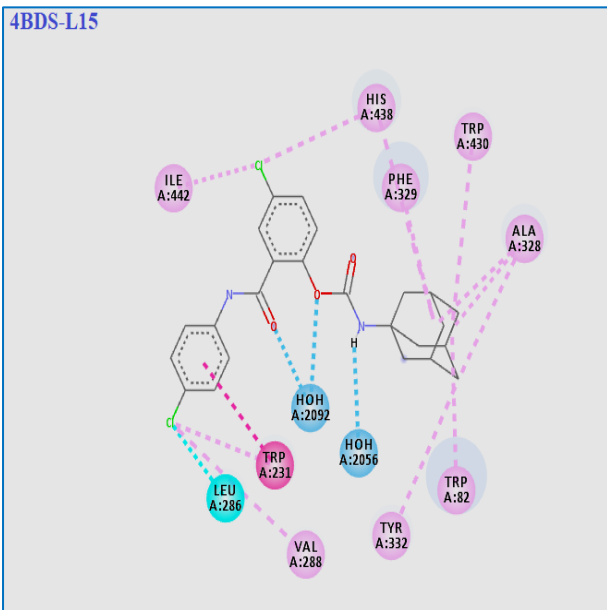 4BDS-L15
HIS
A:438
TRP
A:430
PHE
A:329
ILE
A:442
Cl
ALA
A:328
O
N
O
N
H
O
HOH
A:2092
HOH
A:2056
Cl
TRP
A:231
LEU
A:286
TRP
A:82
TYR
A:332
VAL
A:288